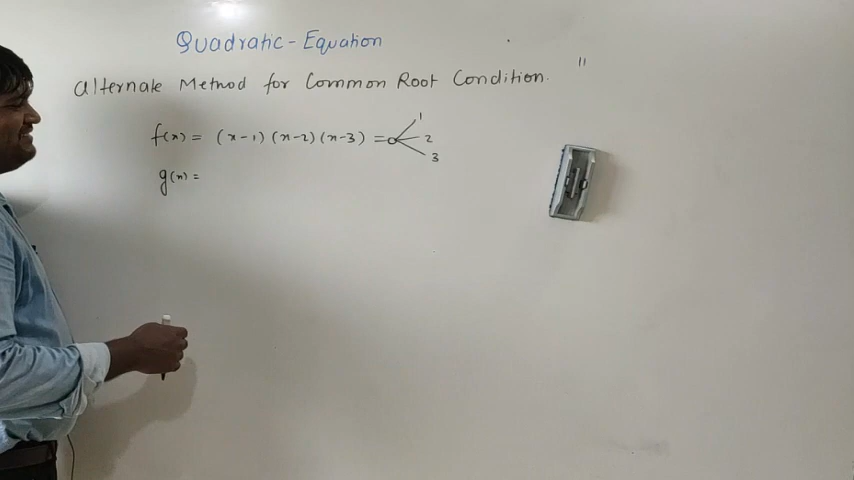 Quadratic - Equation
Alternate Method for Common Root Condition. "
f(x) = (x-1) (x-2) (x-3) = 0 1
2
3
g(x) =